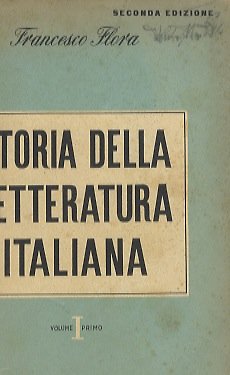 SECONDA EDIZIONE
Francesco Flora
TORIA DELLA
ETTERATURA
ITALIANA
VOLUME I PRIMO